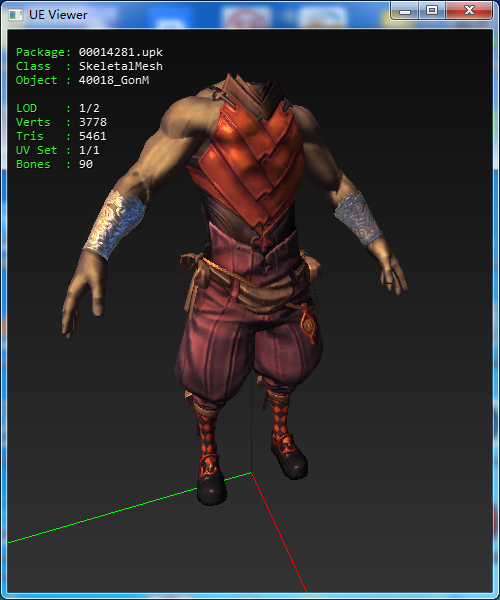 UE Viewer
Package: 00014281.upk
Class : SkeletalMesh
Object : 40018_GonM
LOD : 1/2
Verts : 3778
Tris : 5461
UV Set : 1/1
Bones : 90